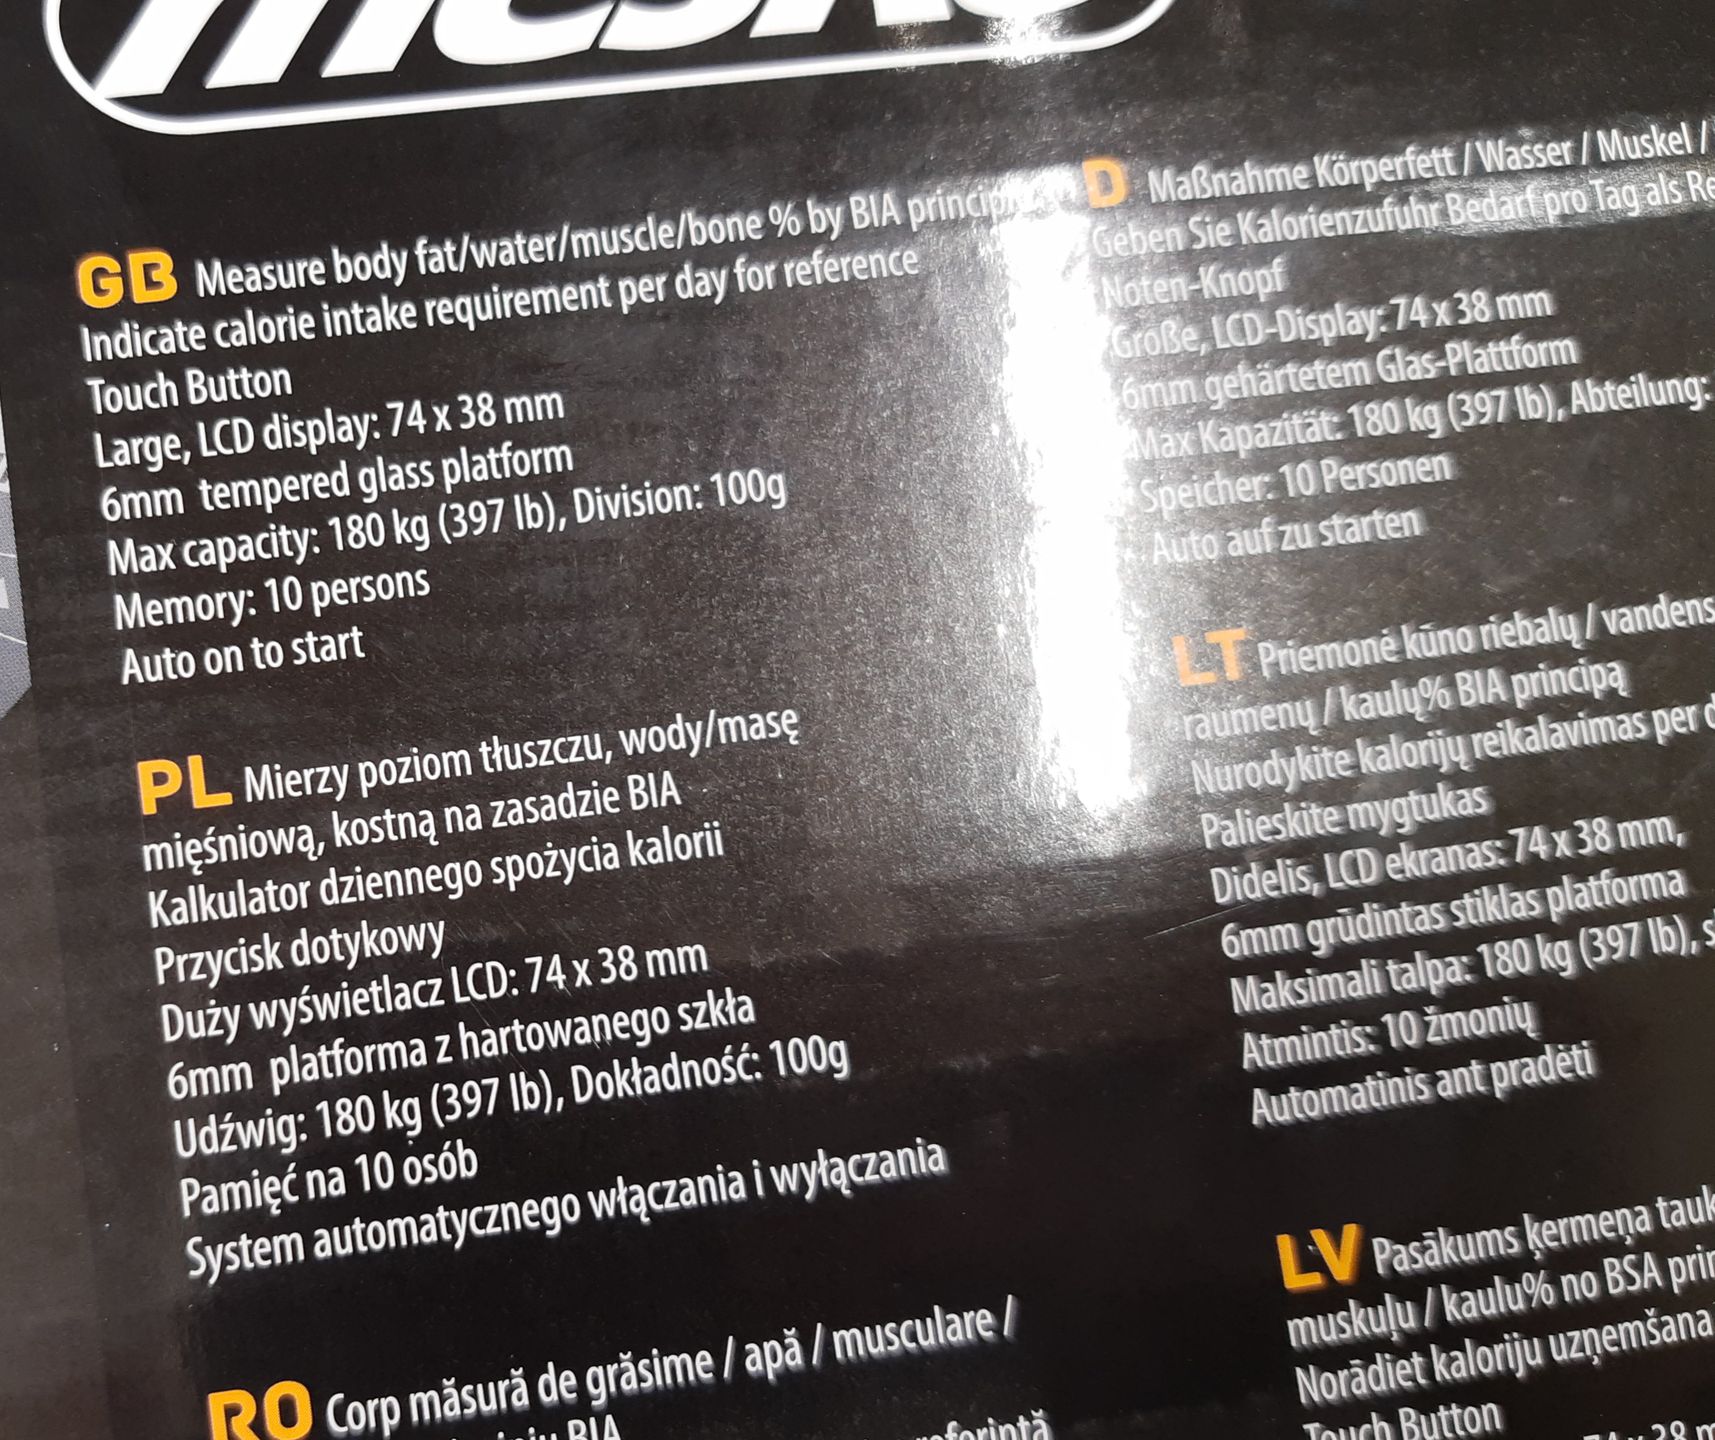 mesko
GB Measure body fat/water/muscle/bone % by BIA
Indicate calorie intake requirement per day for reference
Touch Button
Large, LCD display: 74 x 38 mm
6mm tempered glass platform
Max capacity: 180 kg (397 lb), Division: 100g
Memory: 10 persons
Auto on to start
PL Mierzy poziom tłuszczu, wody/masę
mięśniową, kostną na zasadzie BIA
Kalkulator dziennego spożycia kalorii
Przycisk dotykowy
Duży wyświetlacz LCD: 74 x 38 mm
6mm platforma z hartowanego szkła
Udźwig: 180 kg (397 lb), Dokładność: 100g
Pamięć na 10 osób
System automatycznego włączania i wyłączania
RO Corp măsură de grăsime / apă / musculare /
BIA
D Maßnahme Körperfett / Wasser / Muskel /
Geben Sie Kalorienzufuhr Bedarf pro Tag als
Noten-Knopf
Große, LCD-Display: 74 x 38 mm
6mm gehärtetem Glas-Plattform
Max Kapazität: 180 kg (397 lb), Abteilung:
Speicher: 10 Personen
Auto auf zu starten
LT Priemonė kūno riebalų / vandens
raumenų / kaulų% BIA principą
Nurodykite kalorijų reikalavimas per
Palieskite mygtukas
Didelis, LCD ekranas: 74 x 38 mm,
6mm grūdintas stiklas platforma
Maksimali talpa: 180 kg (397 lb),
Atmintis: 10 žmonių
Automatinis ant pradėti
LV Pasākums ķermeņa
muskuļu / kaulu% no BSA
Norādiet kaloriju uzņemšana
Touch Button